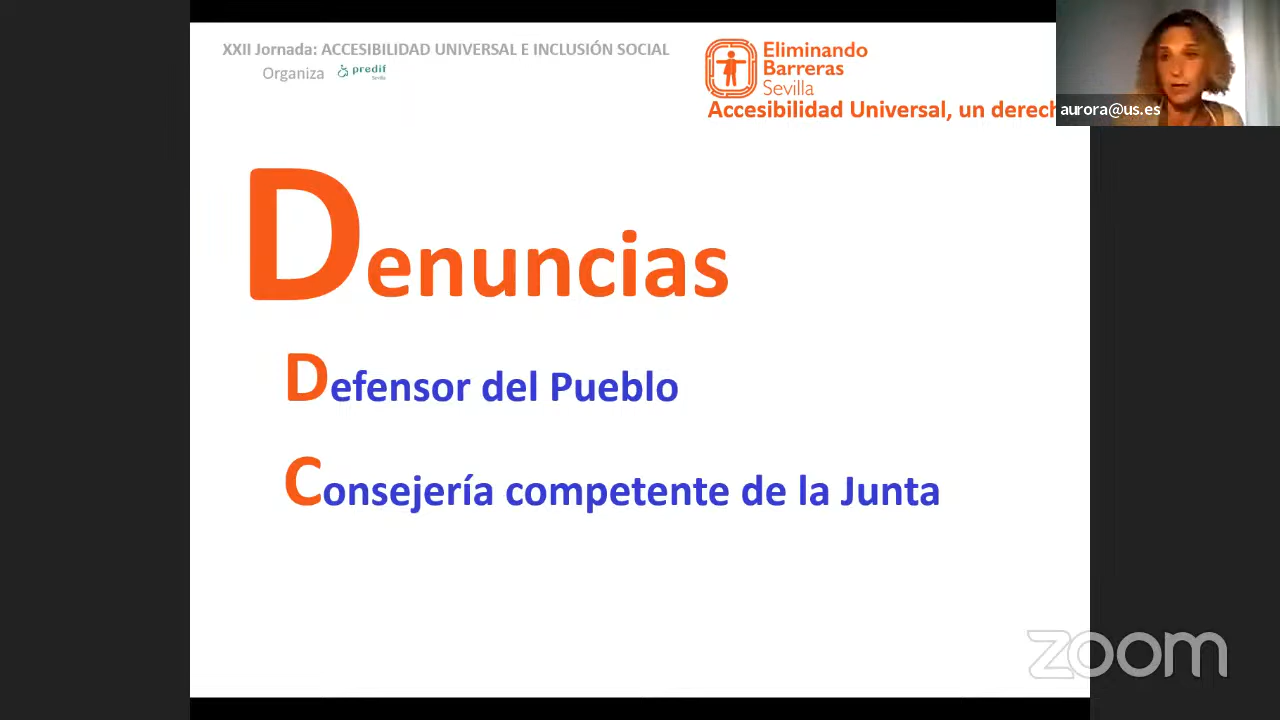 XXII Jornada: ACCESIBILIDAD UNIVERSAL E INCLUSIÓN SOCIAL
Organiza predif
Sevilla
Eliminando
Barreras
Sevilla
Accesibilidad Universal, un derech
aurora@us.es
Denuncias
Defensor del Pueblo
Consejería competente de la Junta
zoom